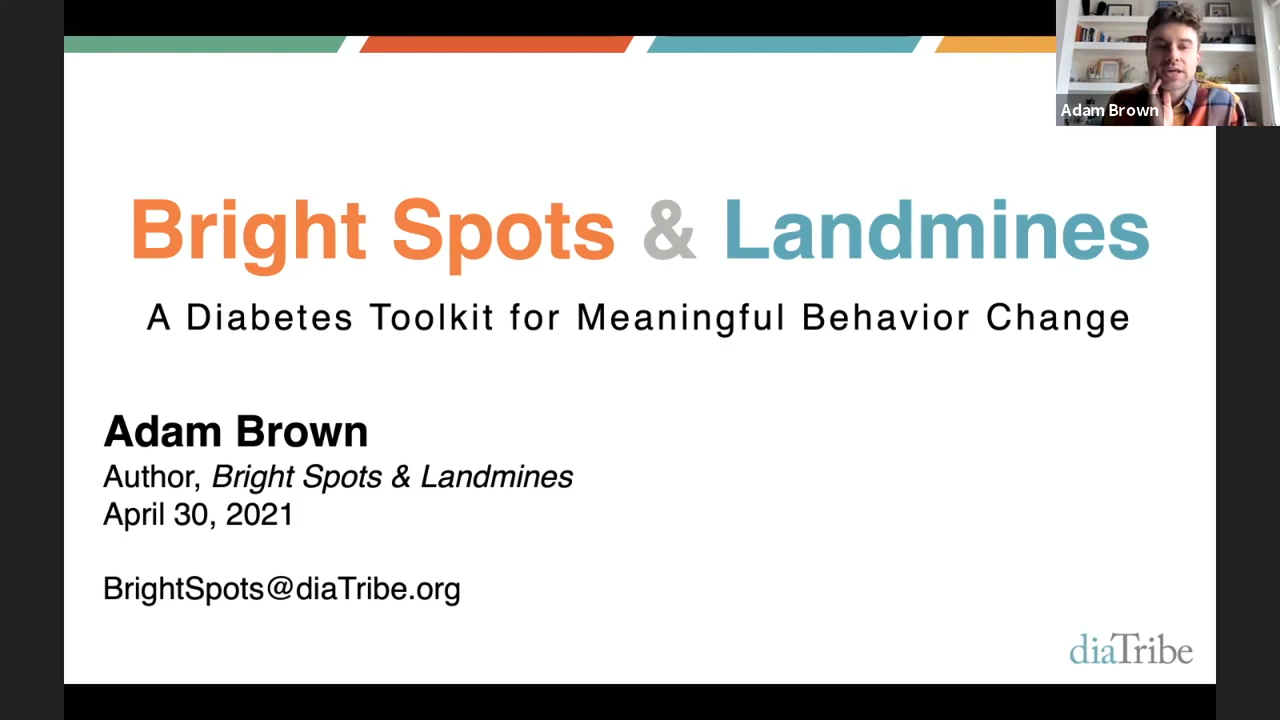 Adam Brown
Bright Spots & Landmines
A Diabetes Toolkit for Meaningful Behavior Change
Adam Brown
Author, Bright Spots & Landmines
April 30, 2021
BrightSpots@diaTribe.org
diaTribe